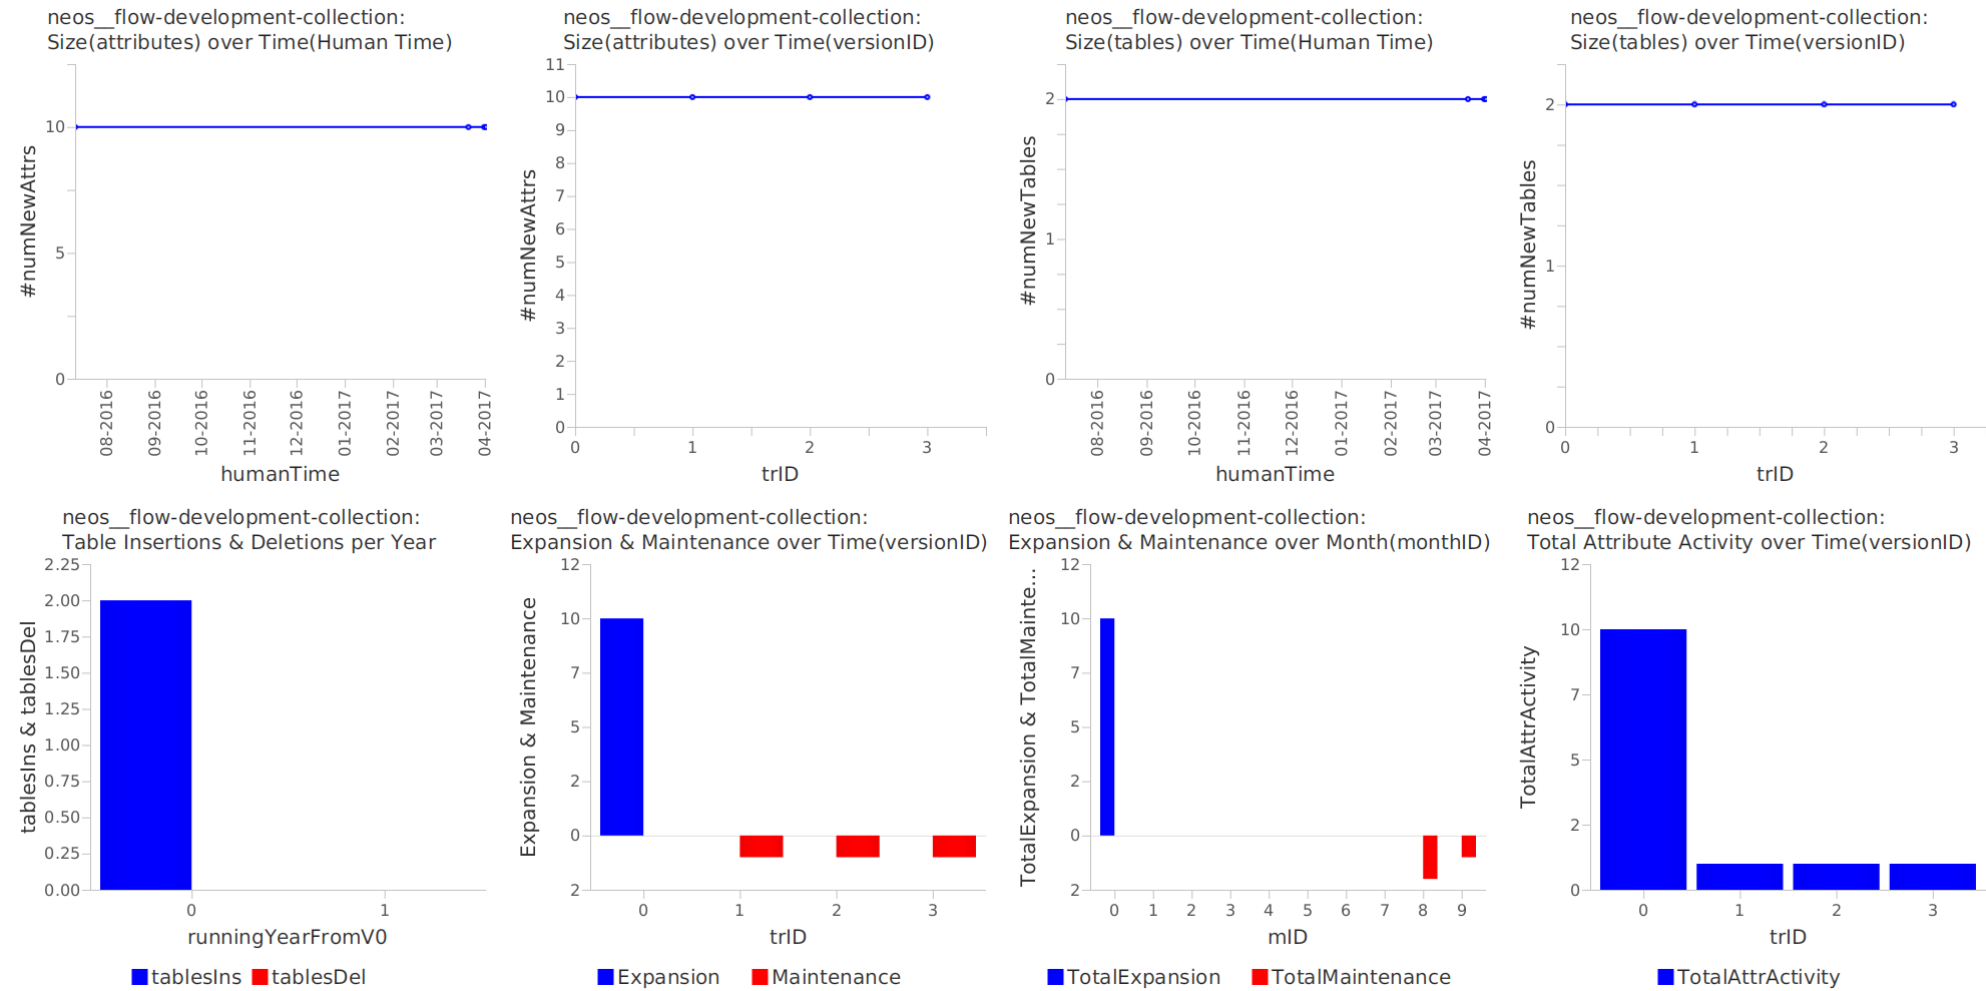 neos__flow-development-collection:
Size(attributes) over Time(Human Time)
#numNewAttrs
10
5
0
08-2016
09-2016
10-2016
11-2016
12-2016
01-2017
02-2017
03-2017
04-2017
humanTime
neos__flow-development-collection:
Size(attributes) over Time(versionID)
#numNewAttrs
11
10
9
8
7
6
5
4
3
2
1
0
0
1
2
3
trID
neos__flow-development-collection:
Size(tables) over Time(Human Time)
#numNewTables
2
1
0
08-2016
09-2016
10-2016
11-2016
12-2016
01-2017
02-2017
03-2017
04-2017
humanTime
neos__flow-development-collection:
Size(tables) over Time(versionID)
#numNewTables
2
1
0
0
1
2
3
trID
neos__flow-development-collection:
Table Insertions & Deletions per Year
tablesIns & tablesDel
2.25
2.00
1.75
1.50
1.25
1.00
0.75
0.50
0.25
0.00
0
1
runningYearFromV0
tablesIns
tablesDel
neos__flow-development-collection:
Expansion & Maintenance over Time(versionID)
Expansion & Maintenance
12
10
7
5
2
0
2
0
1
2
3
trID
Expansion
Maintenance
neos__flow-development-collection:
Expansion & Maintenance over Month(monthID)
TotalExpansion & TotalMainte...
12
10
7
5
2
0
2
0
1
2
3
4
5
6
7
8
9
mID
TotalExpansion
TotalMaintenance
neos__flow-development-collection:
Total Attribute Activity over Time(versionID)
TotalAttrActivity
12
10
7
5
2
0
0
1
2
3
trID
TotalAttrActivity